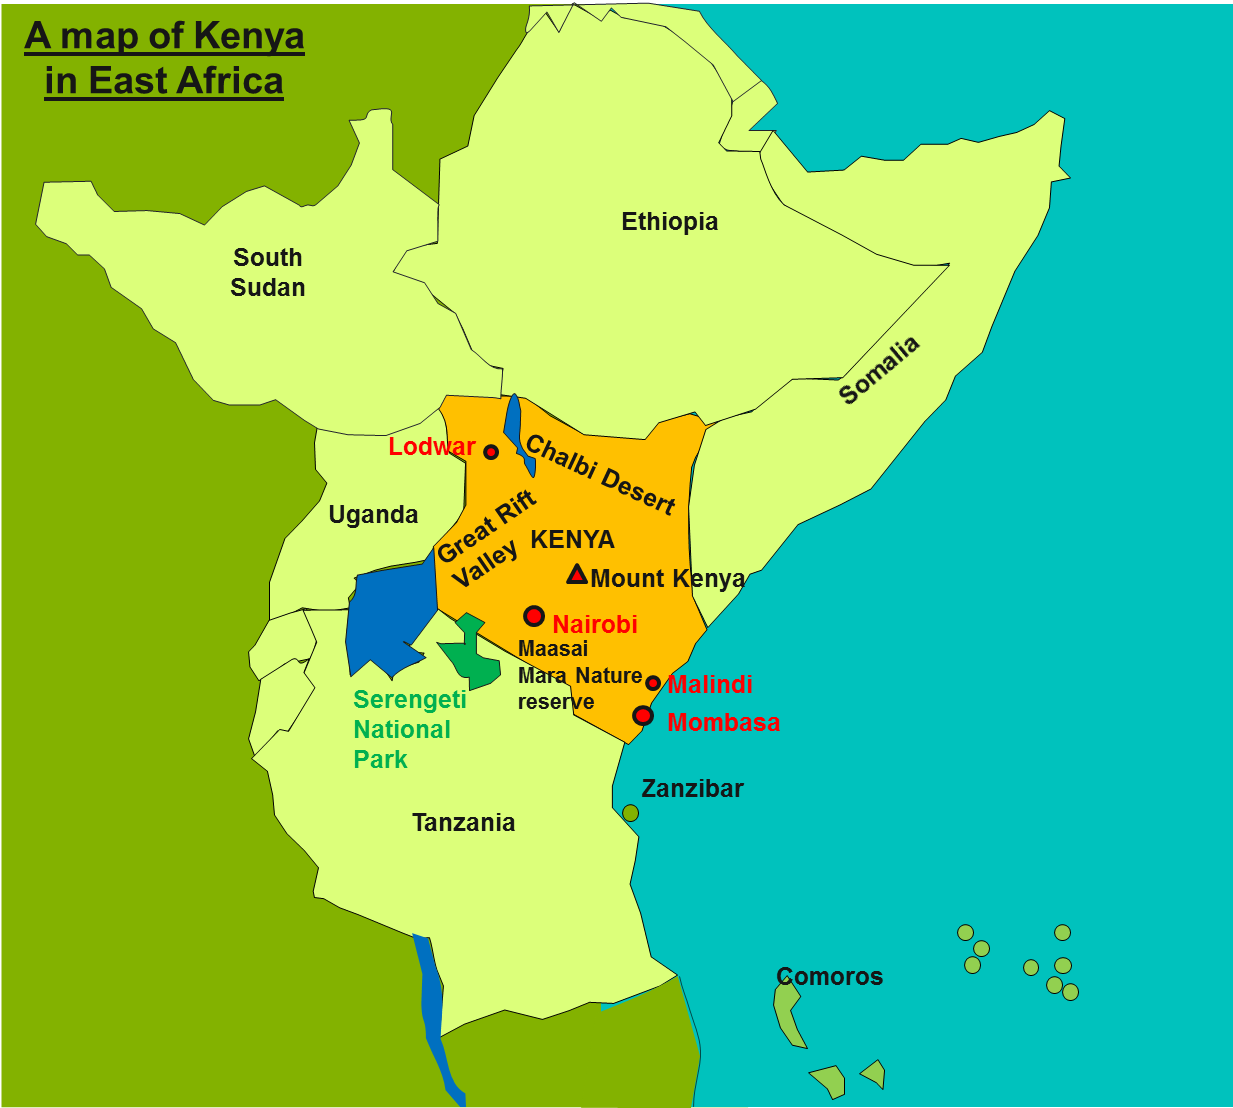 A map of Kenya
in East Africa
Ethiopia
South
Sudan
Somalia
Lodwar
Chalbi Desert
Uganda
Great Rift
Valley
KENYA
Mount Kenya
Nairobi
Maasai
Mara Nature
reserve
Malindi
Mombasa
Serengeti
National
Park
Zanzibar
Tanzania
Comoros